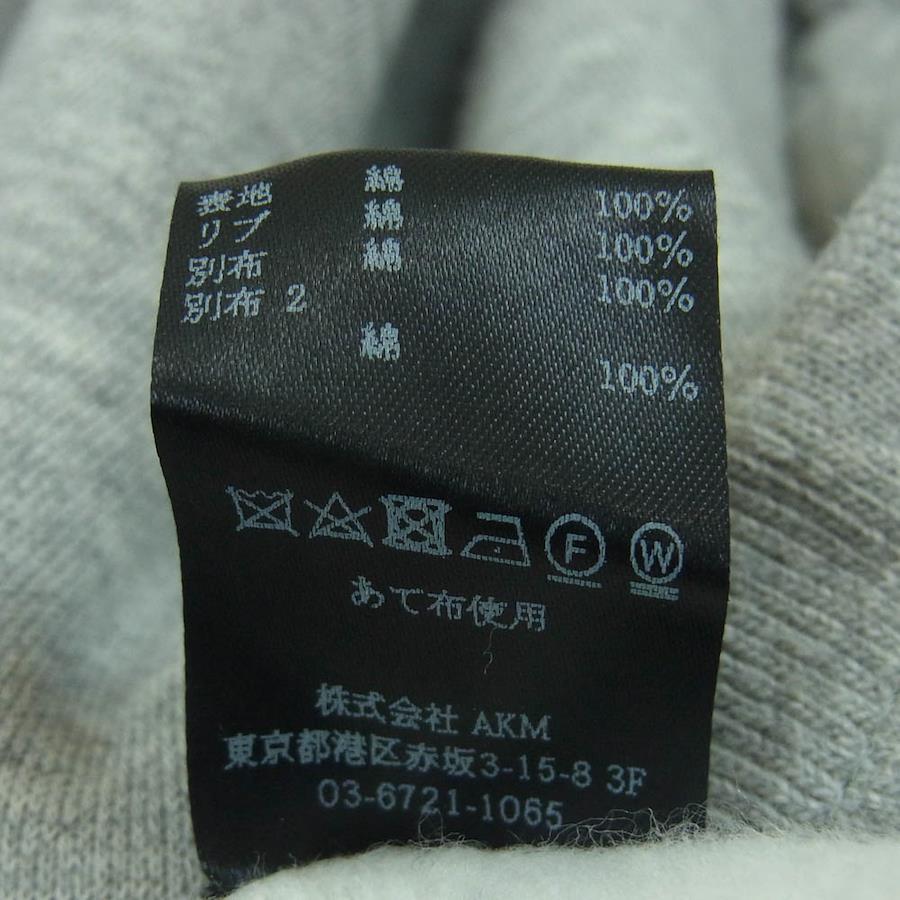 表地 綿 100%
リブ 綿 100%
別布 綿 100%
別布 2
綿 100%
F W
あて布使用
株式会社 AKM
東京都港区赤坂3-15-8 3F
03-6721-1065